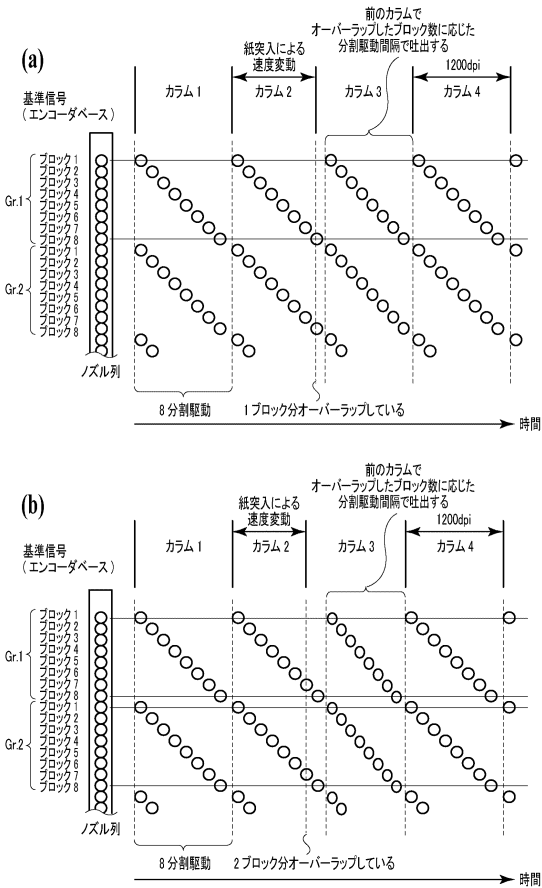 (a)
前のカラムで
オーバーラップしたブロック数に応じた
分割駆動間隔で吐出する
紙突入による
速度変動
1200dpi
カラム 1
カラム 2
カラム 3
カラム 4
基準信号
(エンコーダベース)
Gr.1
ブロック 1
ブロック 2
ブロック 3
ブロック 4
ブロック 5
ブロック 6
ブロック 7
ブロック 8
Gr.2
ブロック 1
ブロック 2
ブロック 3
ブロック 4
ブロック 5
ブロック 6
ブロック 7
ブロック 8
ノズル列
8分割駆動
1ブロック分オーバーラップしている
時間
(b)
前のカラムで
オーバーラップしたブロック数に応じた
分割駆動間隔で吐出する
紙突入による
速度変動
1200dpi
カラム 1
カラム 2
カラム 3
カラム 4
基準信号
(エンコーダベース)
Gr.1
ブロック 1
ブロック 2
ブロック 3
ブロック 4
ブロック 5
ブロック 6
ブロック 7
ブロック 8
Gr.2
ブロック 1
ブロック 2
ブロック 3
ブロック 4
ブロック 5
ブロック 6
ブロック 7
ブロック 8
ノズル列
8分割駆動
2ブロック分オーバーラップしている
時間